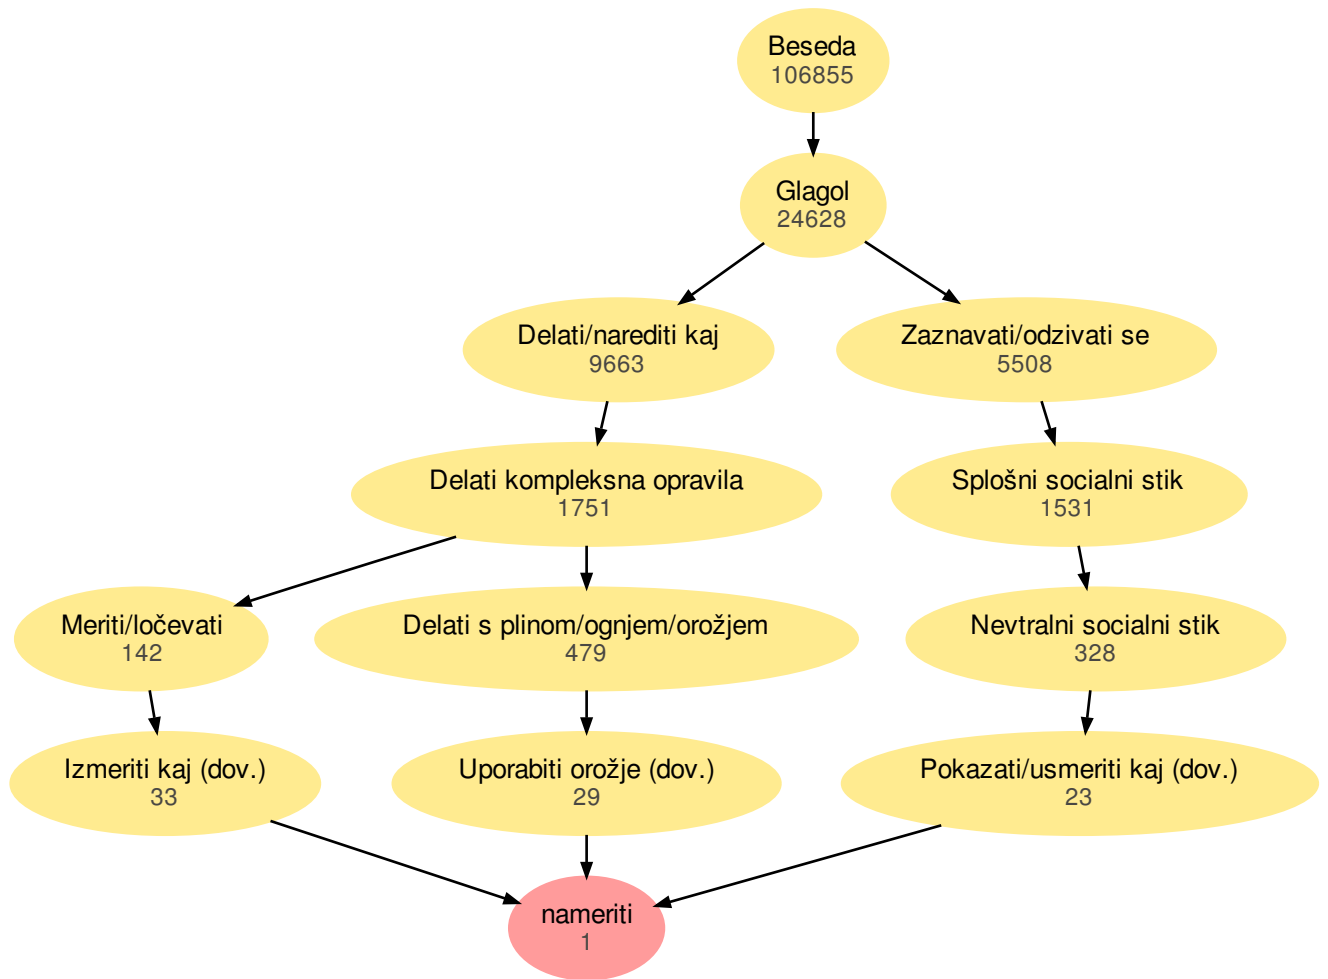 Beseda
106855
Glagol
24628
Delati/narediti kaj
9663
Zaznavati/odzivati se
5508
Delati kompleksna opravila
1751
Splošni socialni stik
1531
Meriti/ločevati
142
Delati s plinom/ognjem/orožjem
479
Nevtralni socialni stik
328
Izmeriti kaj (dov.)
33
Uporabiti orožje (dov.)
29
Pokazati/usmeriti kaj (dov.)
23
nameriti
1